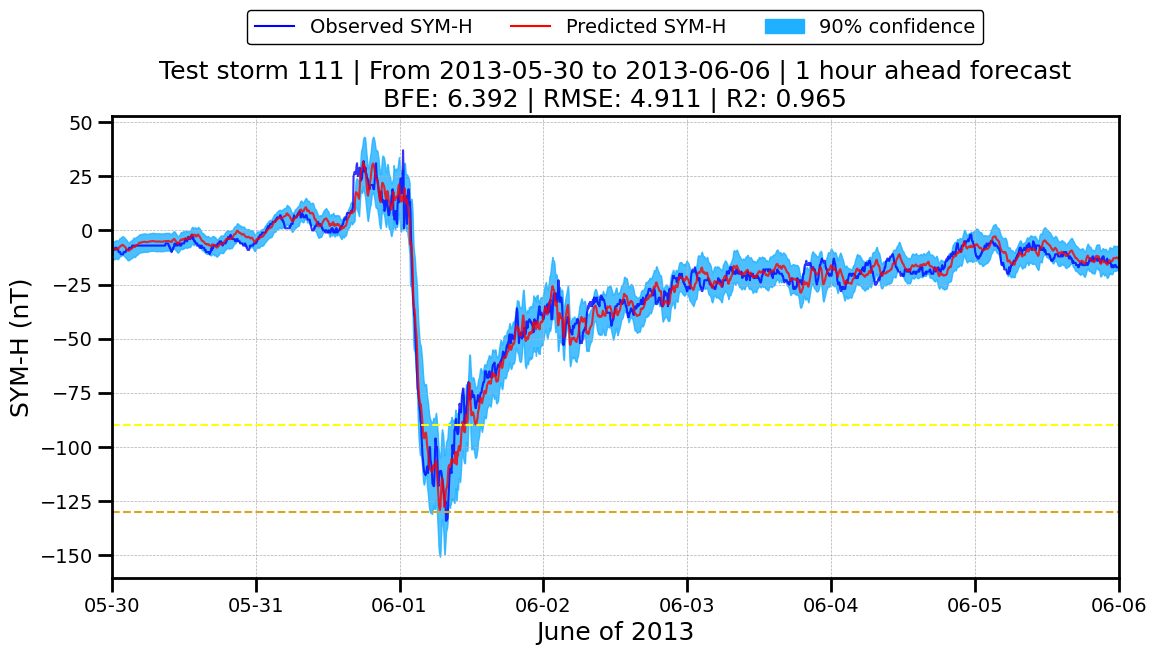 Observed SYM-H Predicted SYM-H 90% confidence
Test storm 111 | From 2013-05-30 to 2013-06-06 | 1 hour ahead forecast
BFE: 6.392 | RMSE: 4.911 | R2: 0.965
SYM-H (nT)
50
25
0
−25
−50
−75
−100
−125
−150
05-30 05-31 06-01 06-02 06-03 06-04 06-05 06-06
June of 2013